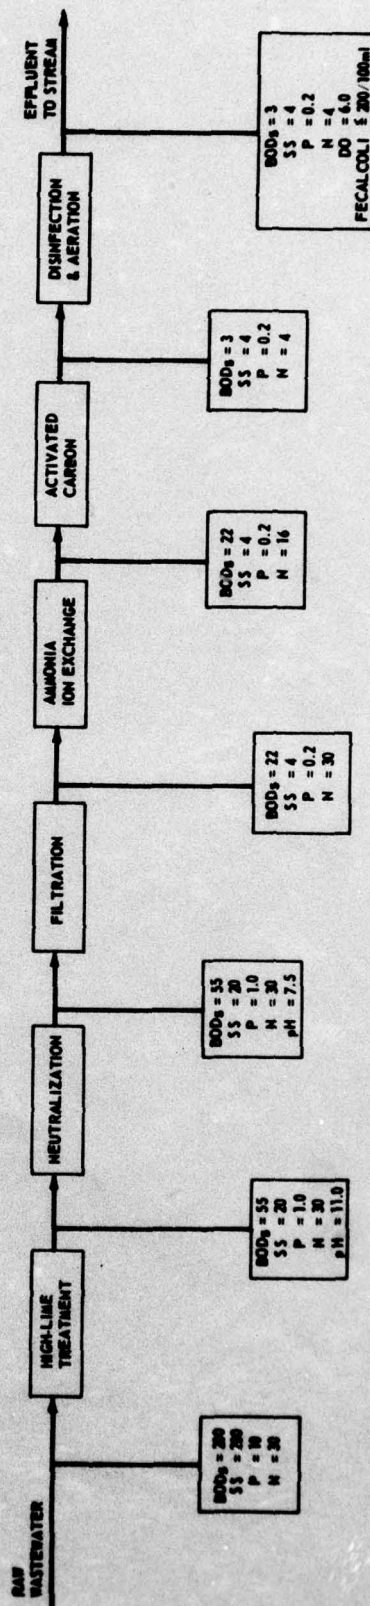 RAW
WASTEWATER
HIGH-LIME
TREATMENT
NEUTRALIZATION
FILTRATION
AMMONIA
ION EXCHANGE
ACTIVATED
CARBON
DISINFECTION
& AERATION
EFFLUENT
TO STREAM
SS
P = 10
N = 30
BOD₅ = 55
SS = 20
P = 1.0
N = 30
pH = 11.0
BOD₅ = 55
SS = 20
P = 1.0
N = 30
pH = 7.5
BOD₅ = 22
SS = 4
P = 0.2
N = 30
BOD₅ = 22
SS = 4
P = 0.2
N = 16
BOD₅ = 3
SS = 4
P = 0.2
N = 4
BOD₅ = 3
SS = 4
P = 0.2
N = 4
DO = 6.0
FECAL COLI ≤ 200/100ml